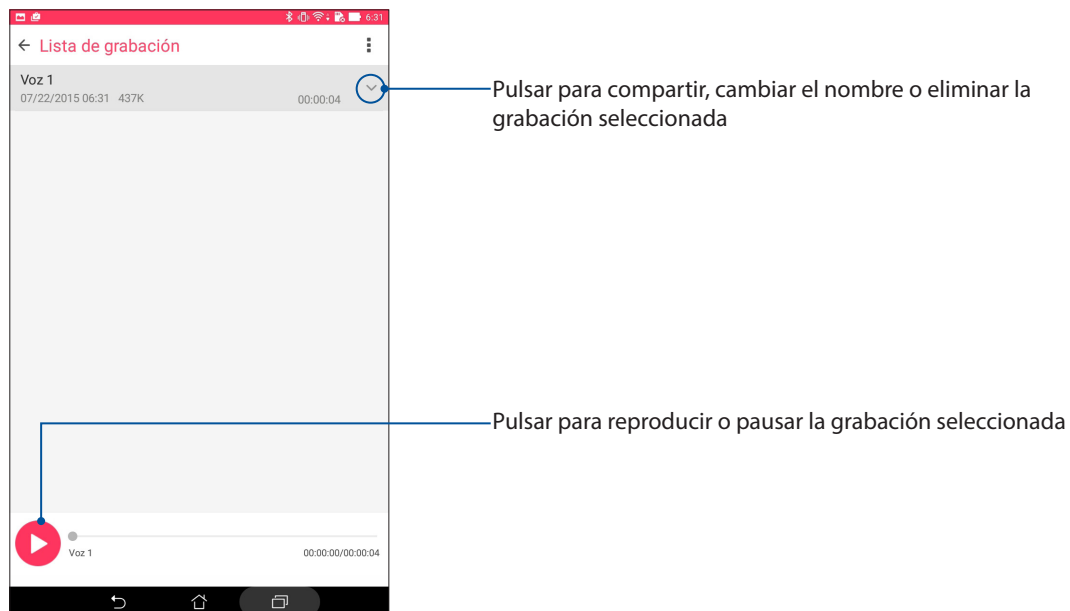 6:31
Lista de grabación
Voz 1
07/22/2015 06:31 437K 00:00:04
Pulsar para compartir, cambiar el nombre o eliminar la
grabación seleccionada
Pulsar para reproducir o pausar la grabación seleccionada
Voz 1 00:00:00/00:00:04